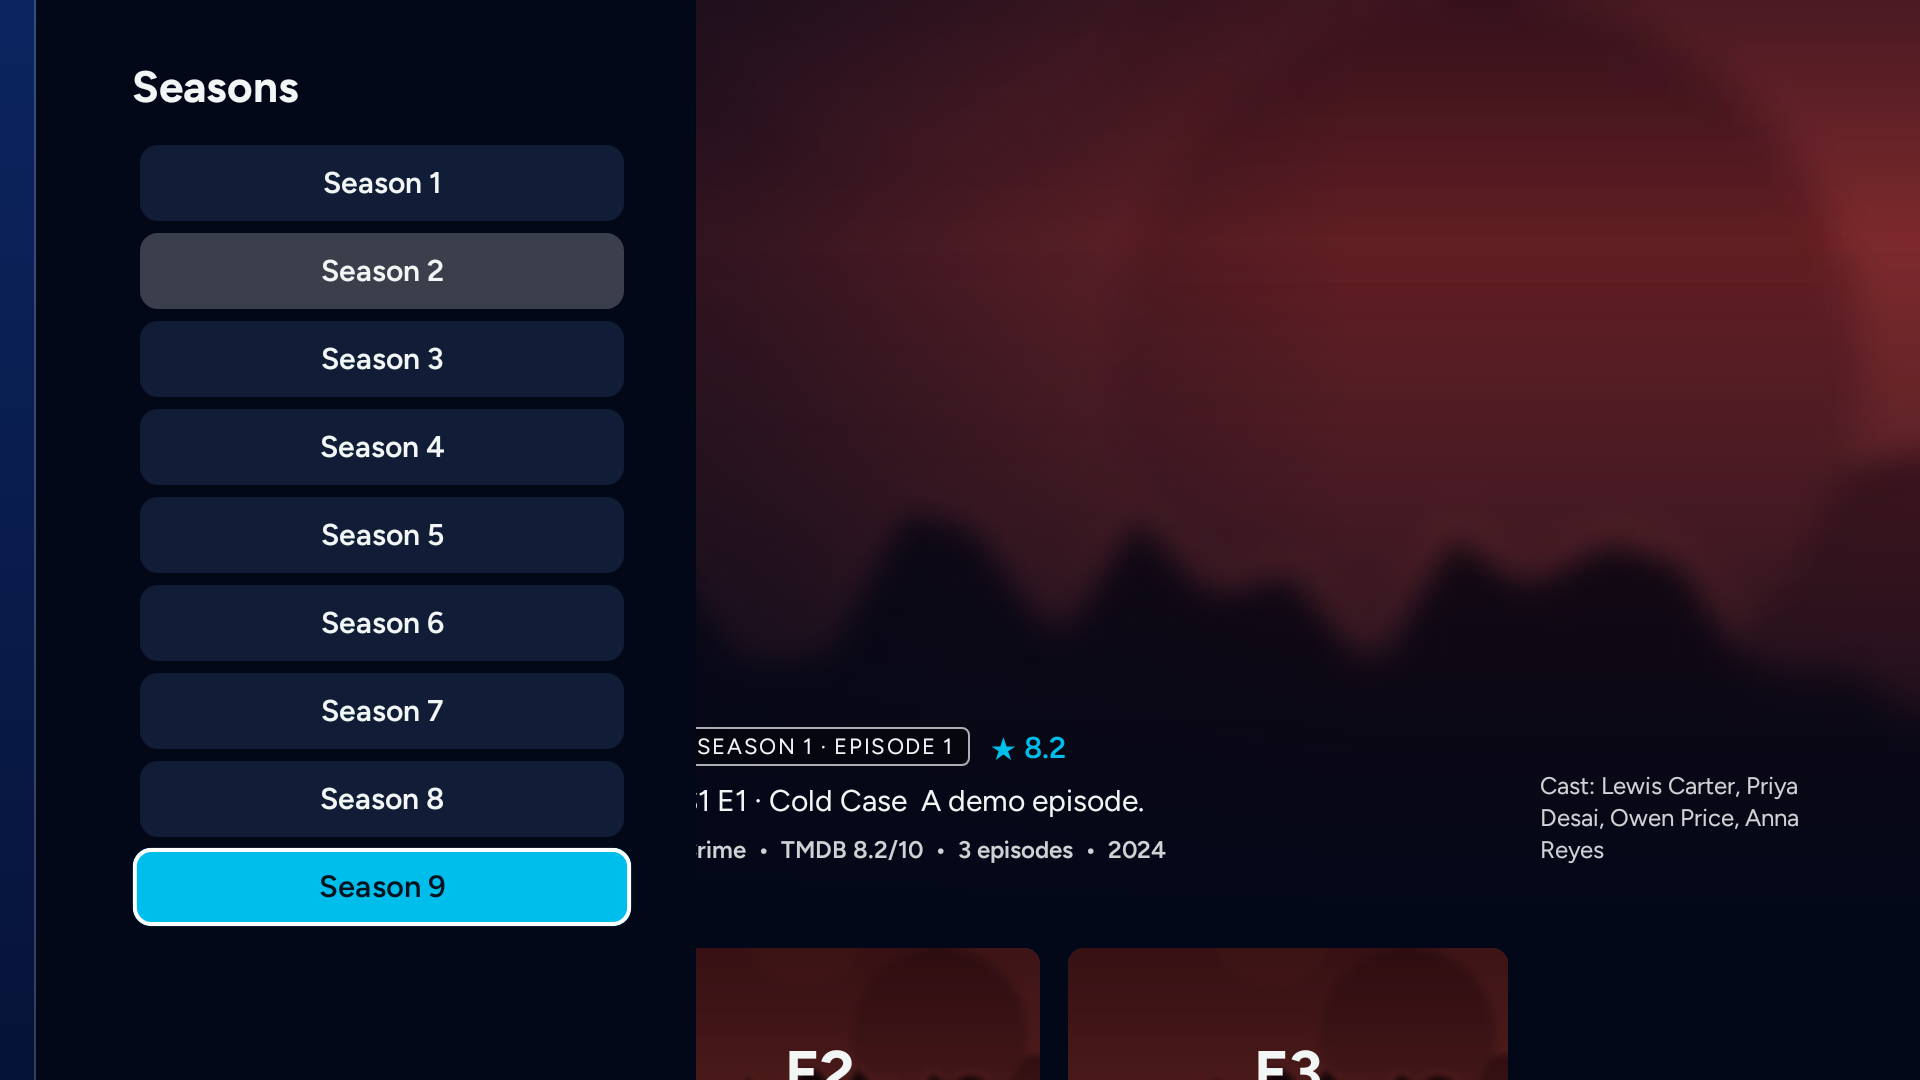 Seasons
Season 1
Season 2
Season 3
Season 4
Season 5
Season 6
Season 7
Season 8
Season 9
SEASON 1 · EPISODE 1
★ 8.2
E1 · Cold Case A demo episode.
TMDB 8.2/10 • 3 episodes • 2024
Cast: Lewis Carter, Priya
Desai, Owen Price, Anna
Reyes
E2
E3